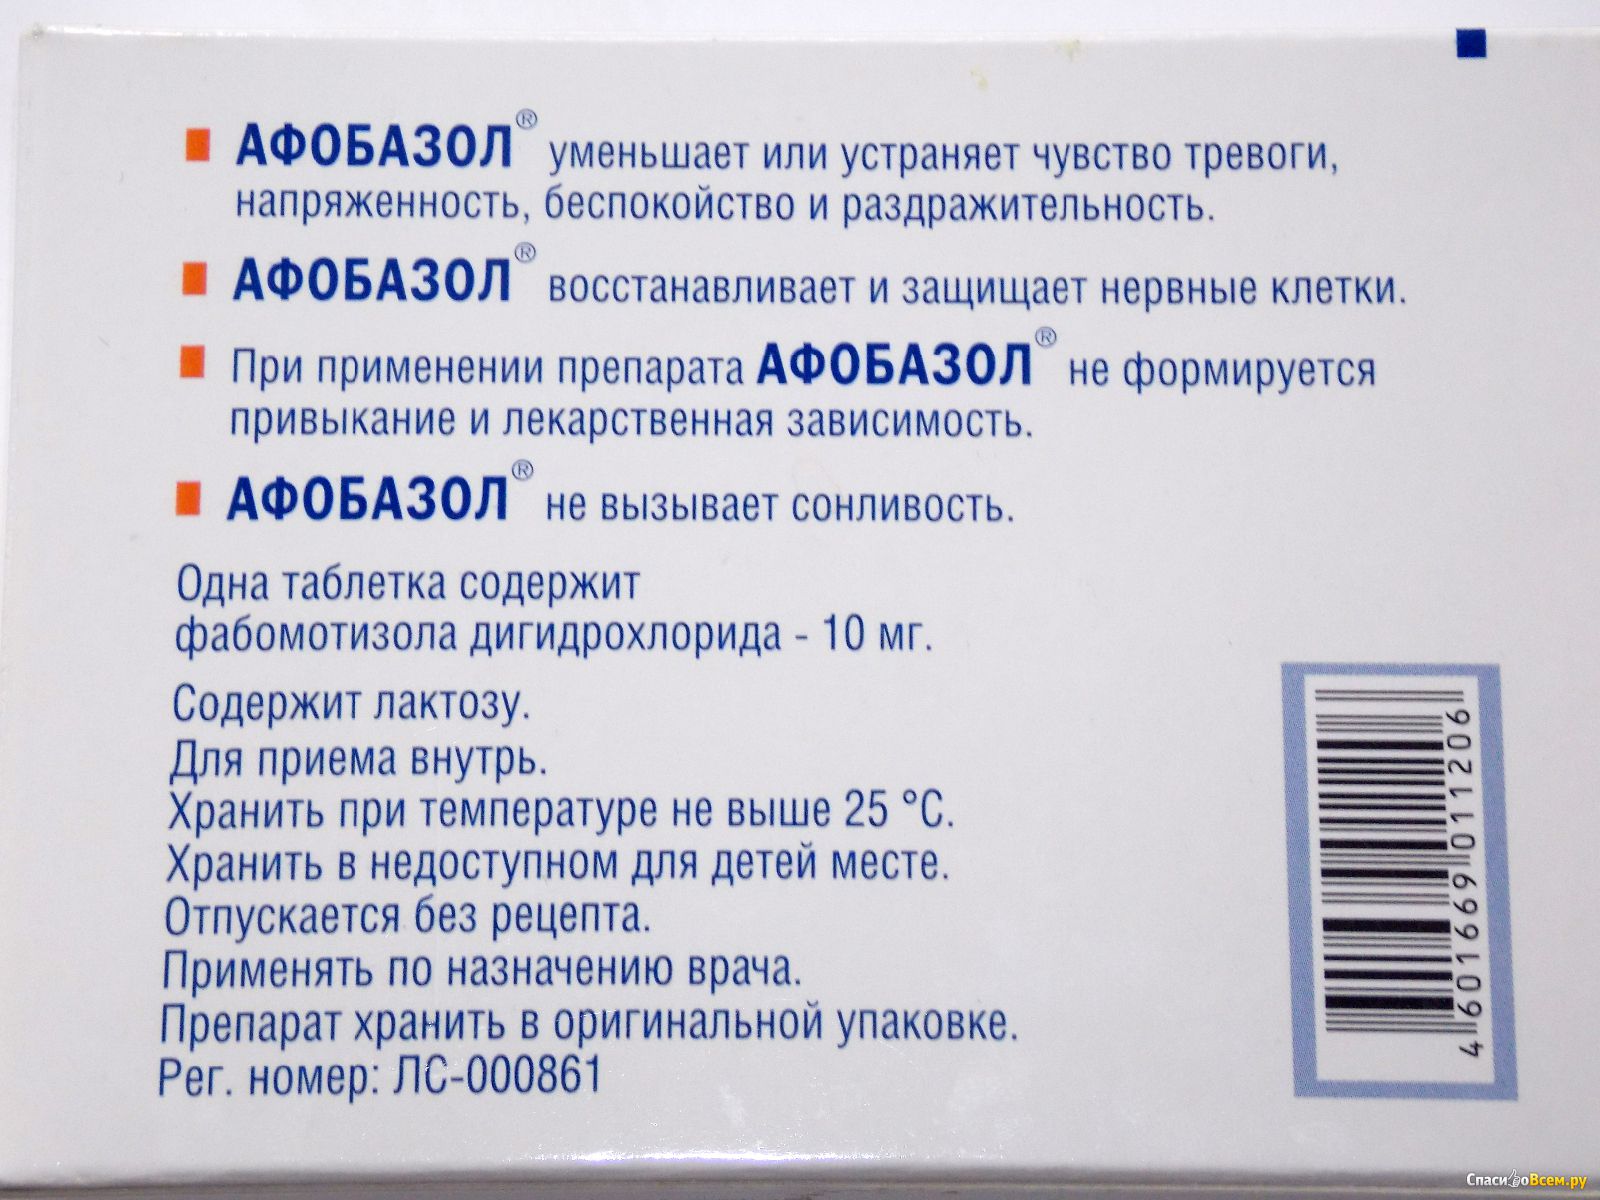 АФОБАЗОЛ® уменьшает или устраняет чувство тревоги,
напряженность, беспокойство и раздражительность.
АФОБАЗОЛ® восстанавливает и защищает нервные клетки.
При применении препарата АФОБАЗОЛ® не формируется
привыкание и лекарственная зависимость.
АФОБАЗОЛ® не вызывает сонливость.
Одна таблетка содержит
фабомотизола дигидрохлорида - 10 мг.
Содержит лактозу.
Для приема внутрь.
Хранить при температуре не выше 25 °С.
Хранить в недоступном для детей месте.
Отпускается без рецепта.
Применять по назначению врача.
Препарат хранить в оригинальной упаковке.
Рег. номер: ЛС-000861
4 601669 011206
СпасибоВсем.ру